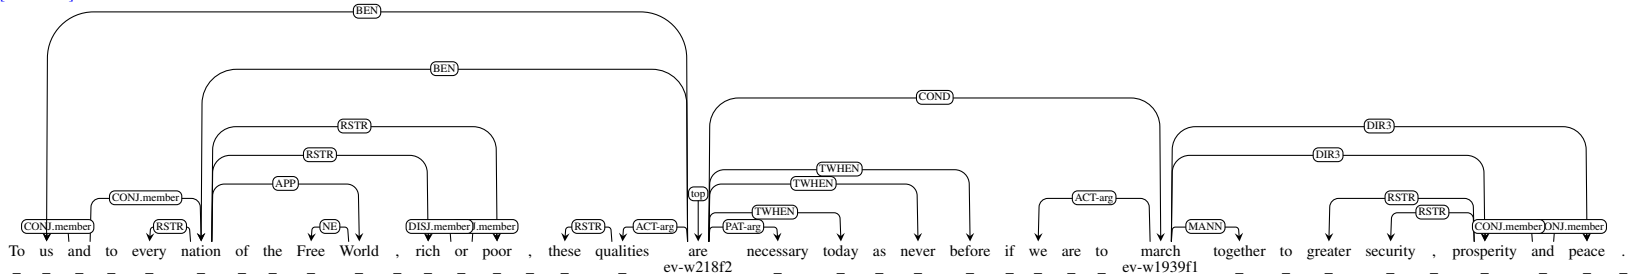 BEN
BEN
COND
RSTR DIR3
RSTR DIR3
TWHEN
APP TWHEN
CONJ.member top ACT-arg RSTR
TWHEN RSTR
CONJ.member RSTR NE DISJ.member .member RSTR ACT-arg PAT-arg MANN CONJ.member ONJ.member
To us and to every nation of the Free World , rich or poor , these qualities are necessary today as never before if we are to march together to greater security , prosperity and peace .
_ _ _ _ _ _ _ _ _ _ _ _ _ _ _ _ _ ev-w218f2 _ _ _ _ _ _ _ _ _ ev-w1939f1 _ _ _ _ _ _ _ _ _